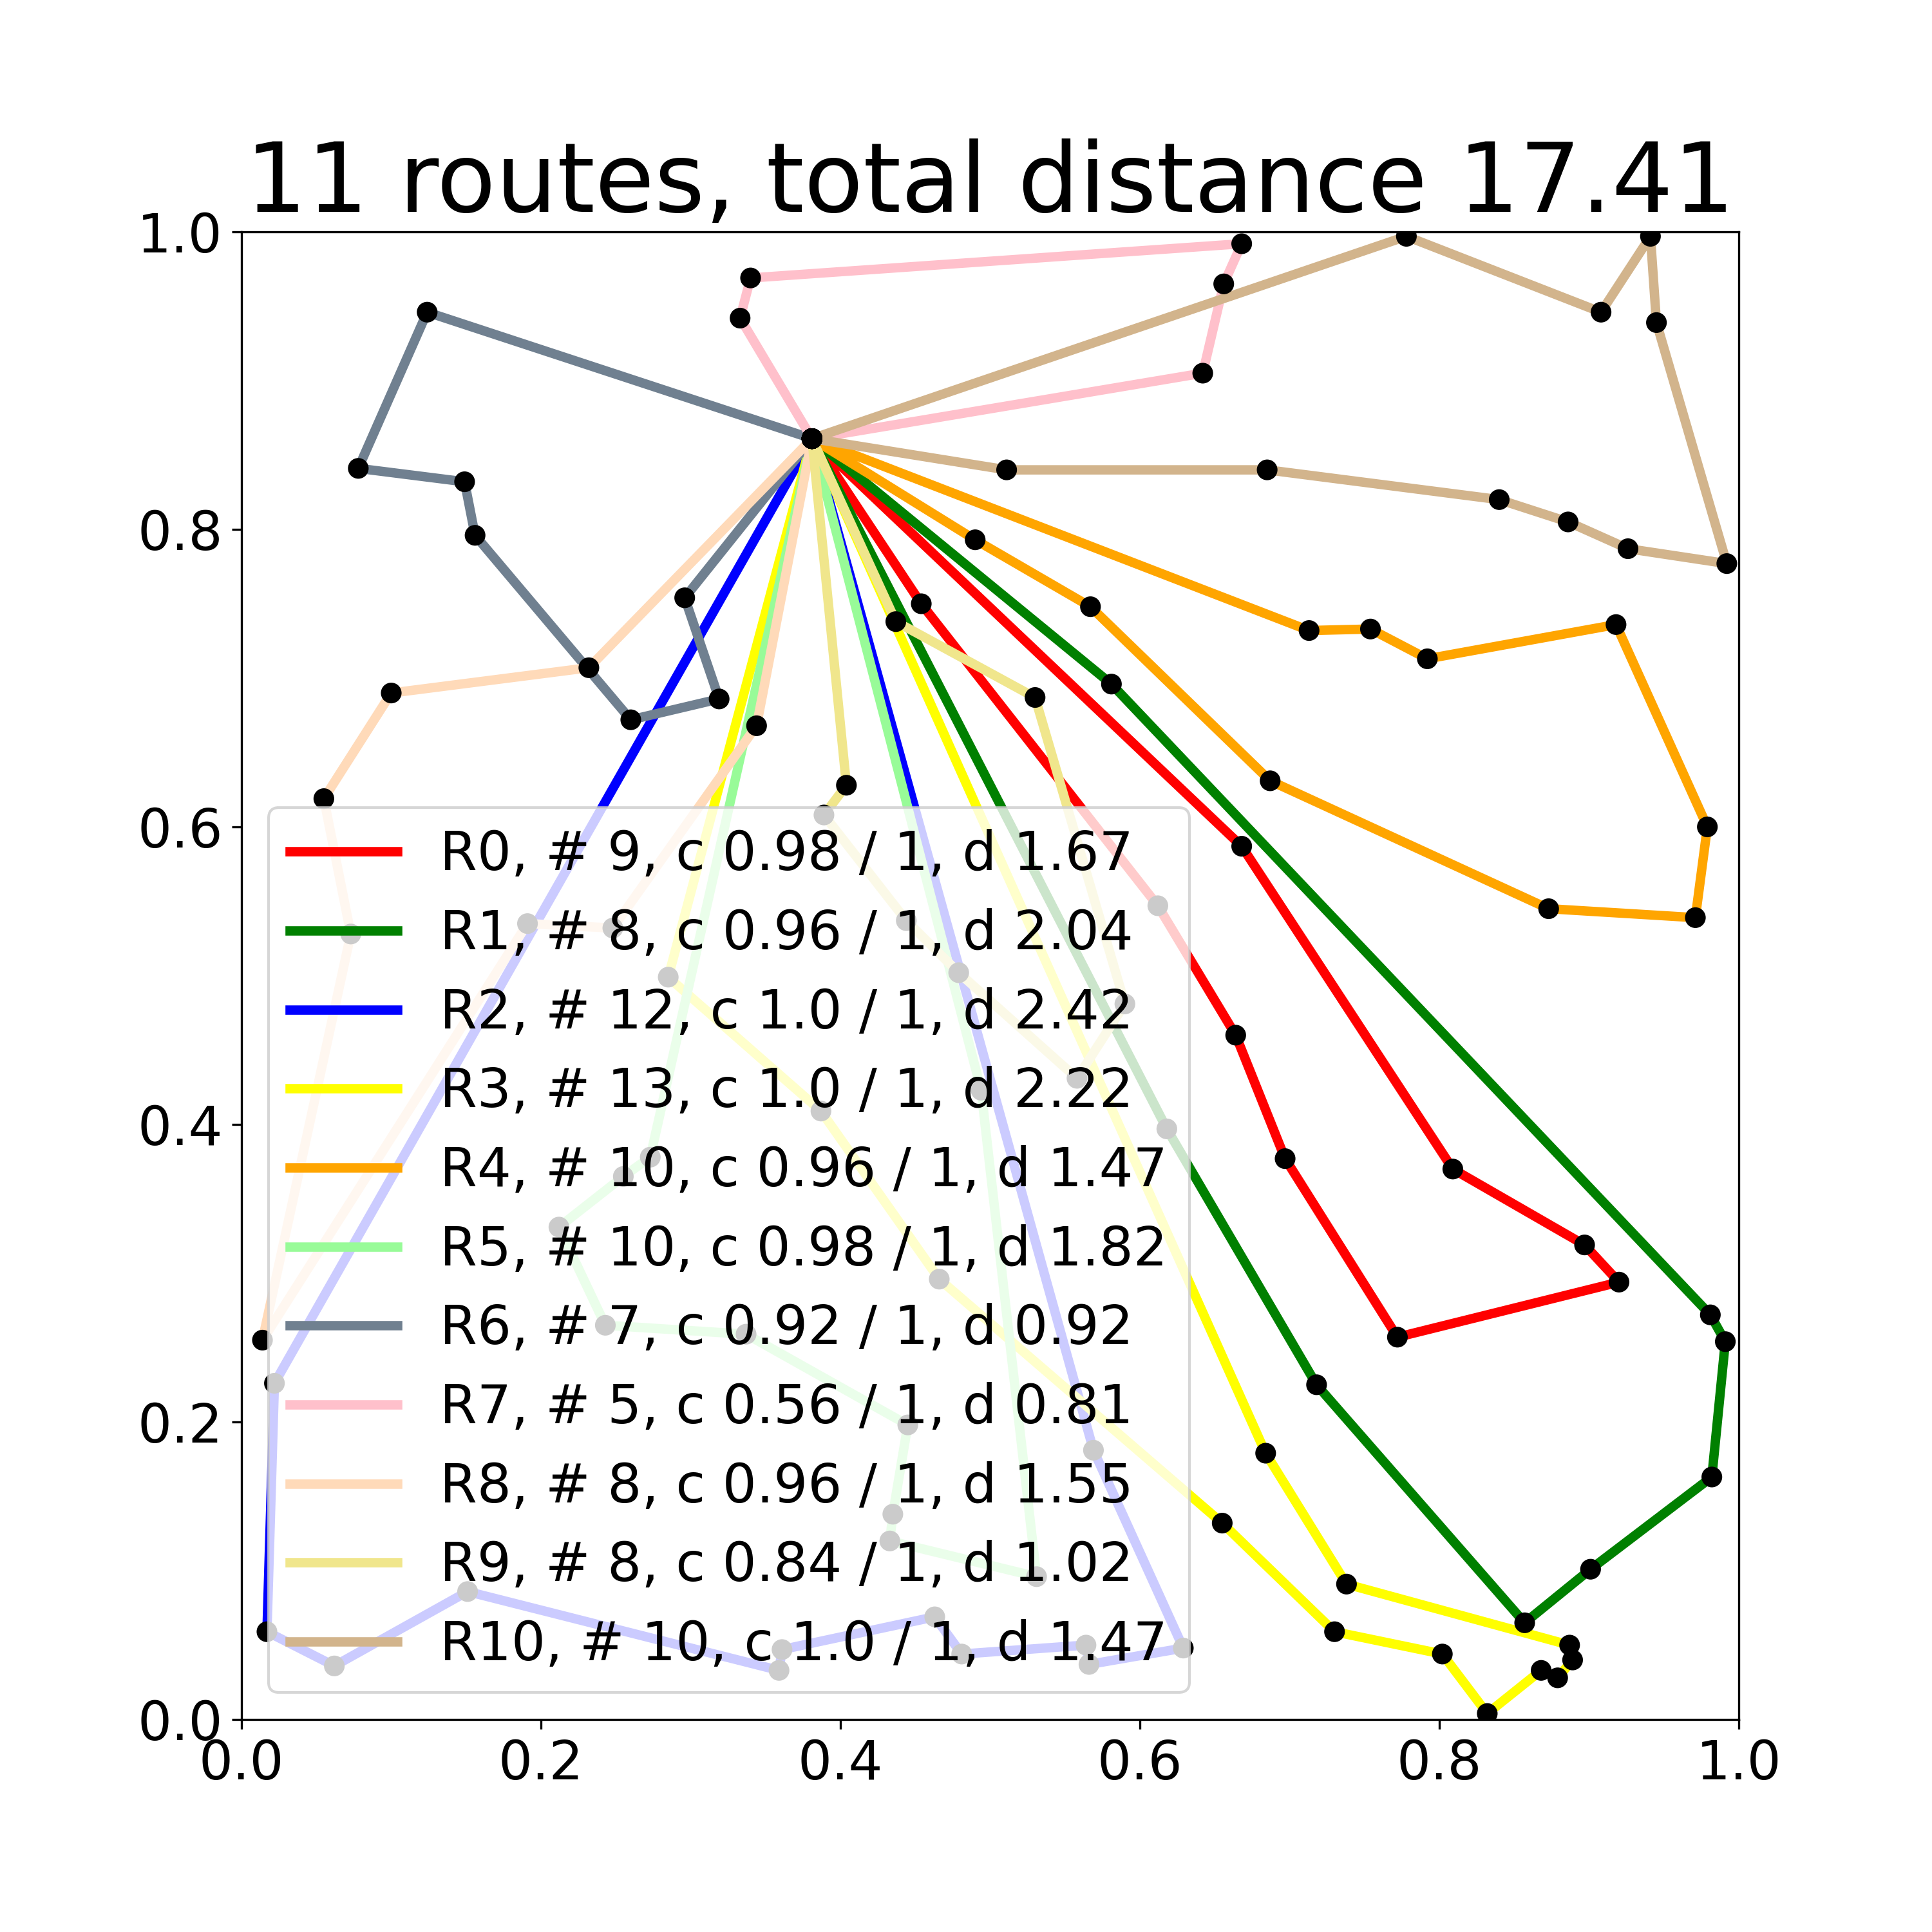 11 routes, total distance 17.41
1.0
0.8
0.6
0.4
0.2
0.0
R0, # 9, c 0.98 / 1, d 1.67
R1, # 8, c 0.96 / 1, d 2.04
R2, # 12, c 1.0 / 1, d 2.42
R3, # 13, c 1.0 / 1, d 2.22
R4, # 10, c 0.96 / 1, d 1.47
R5, # 10, c 0.98 / 1, d 1.82
R6, # 7, c 0.92 / 1, d 0.92
R7, # 5, c 0.56 / 1, d 0.81
R8, # 8, c 0.96 / 1, d 1.55
R9, # 8, c 0.84 / 1, d 1.02
R10, # 10, c 1.0 / 1, d 1.47
0.0 0.2 0.4 0.6 0.8 1.0